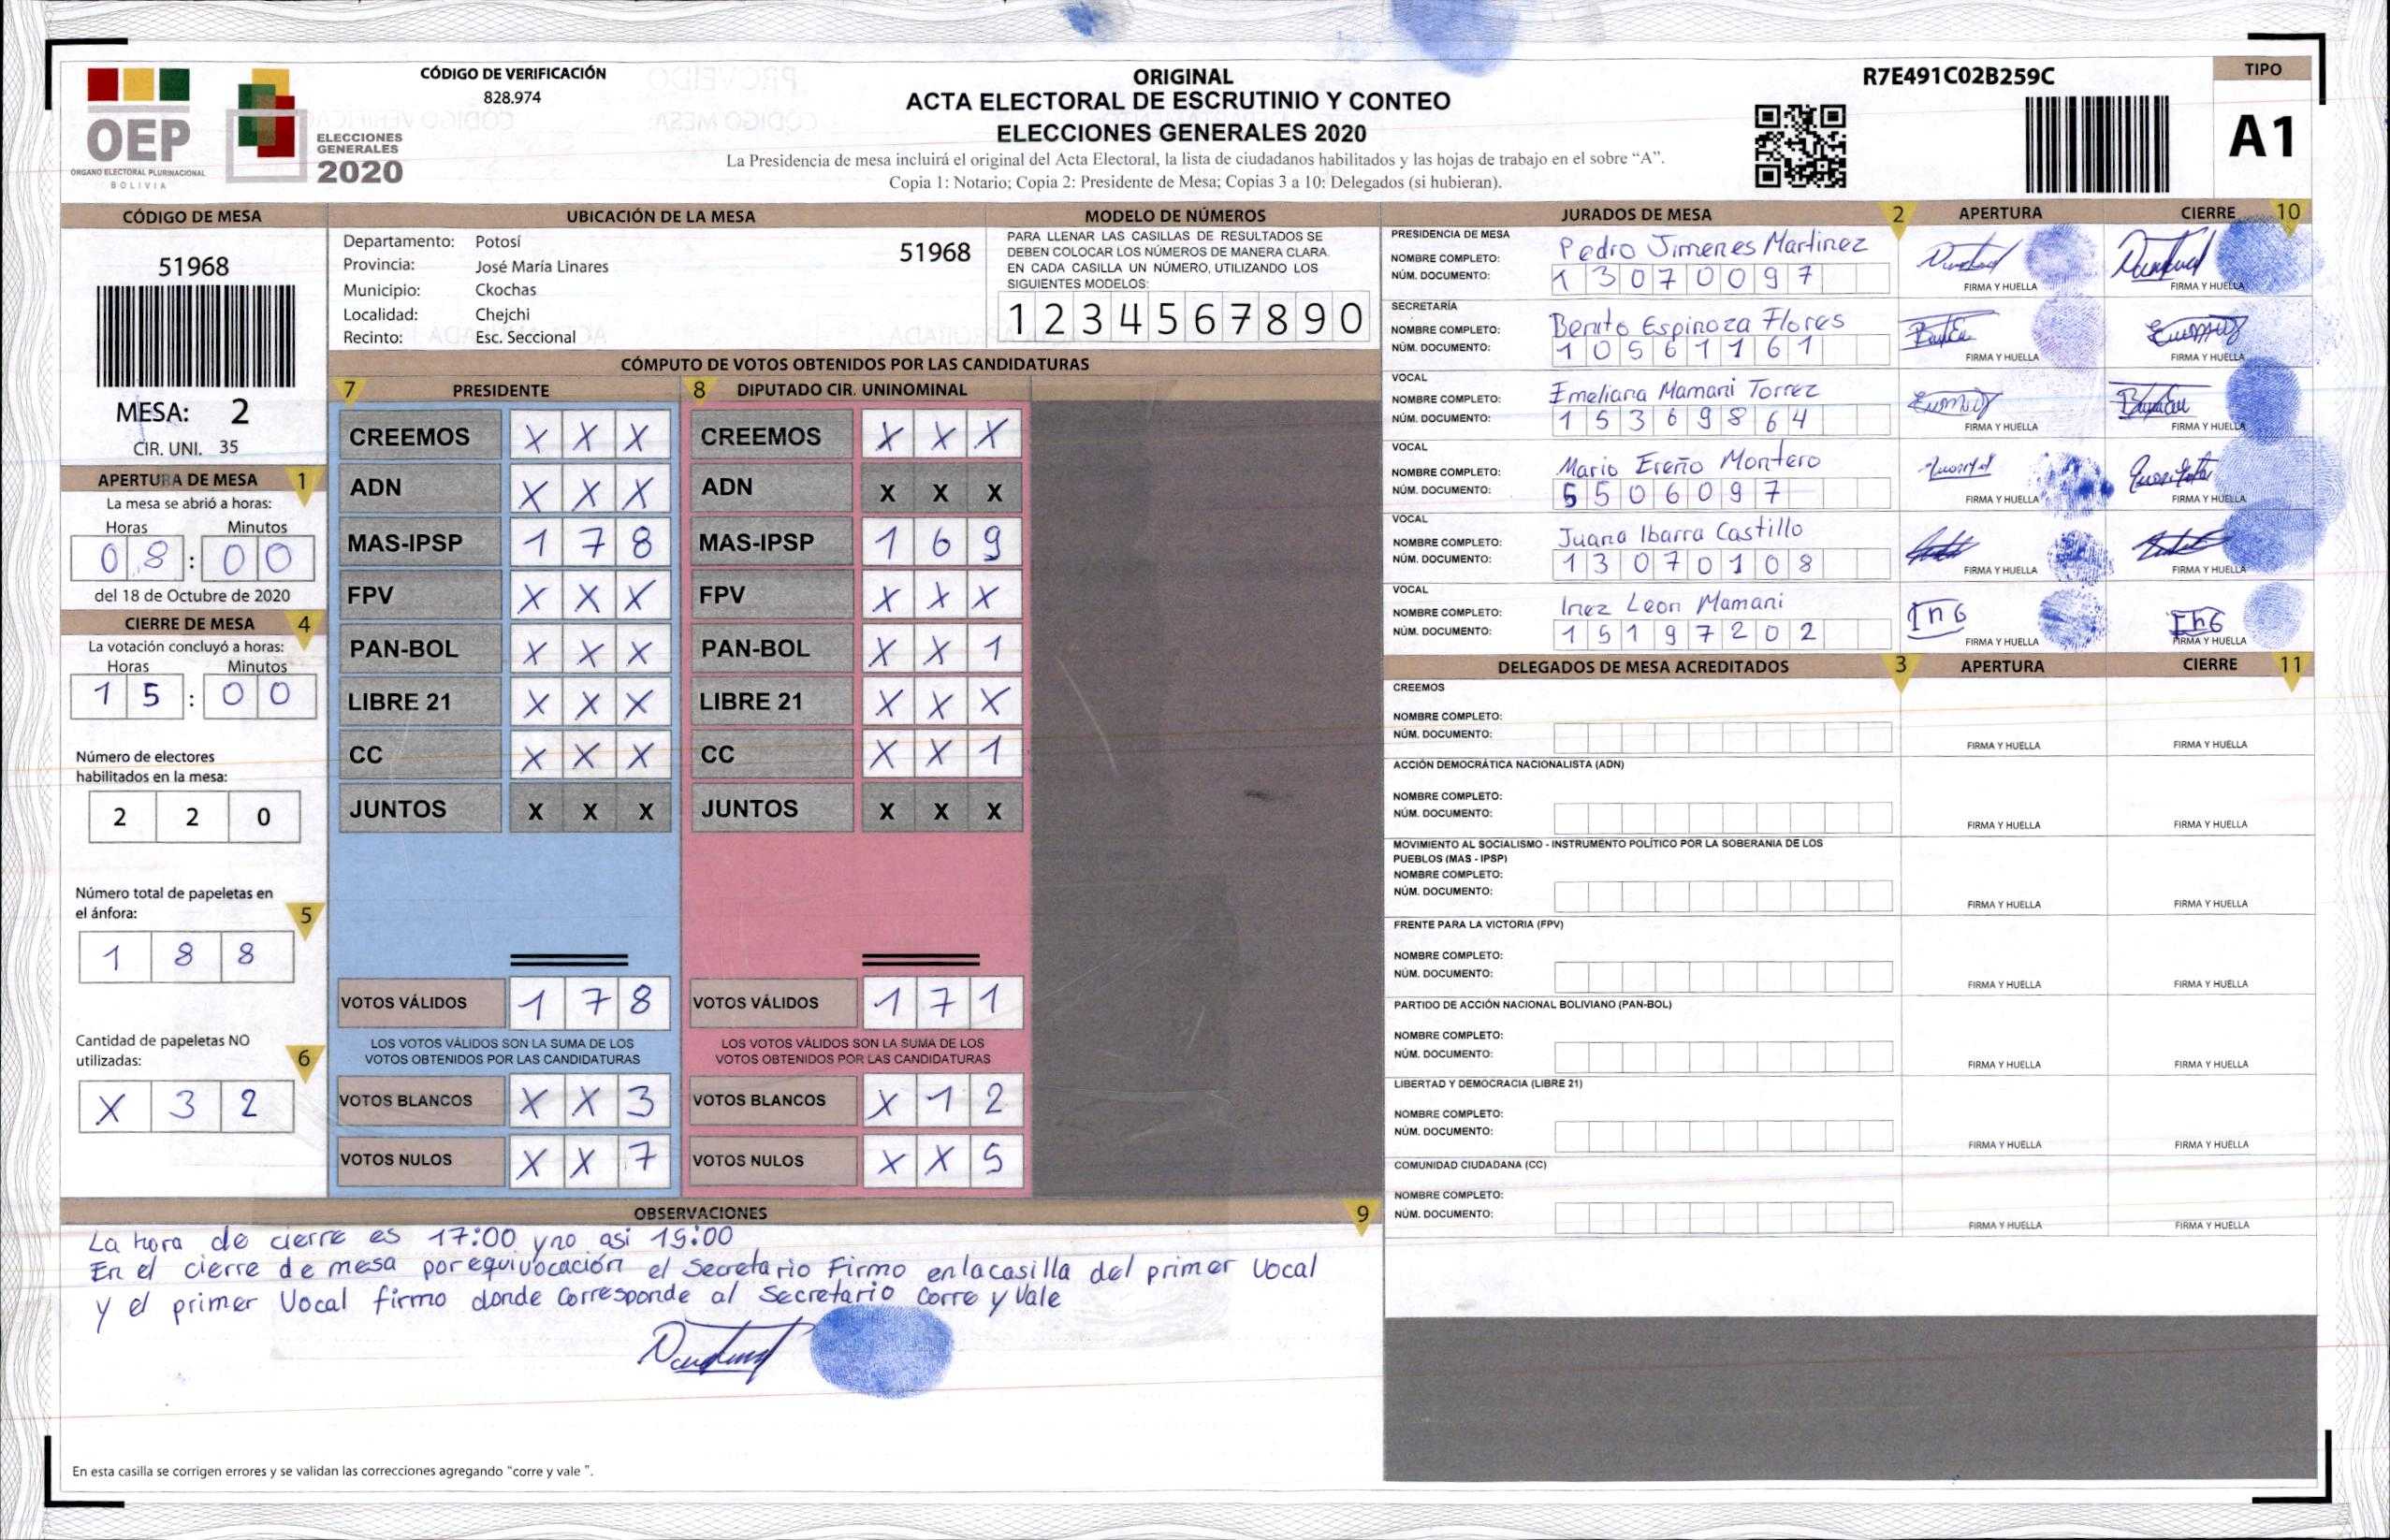 OEP
ÓRGANO ELECTORAL PLURINACIONAL
BOLIVIA
ELECCIONES
GENERALES
2020
CÓDIGO DE VERIFICACIÓN
828.974
ORIGINAL
ACTA ELECTORAL DE ESCRUTINIO Y CONTEO
ELECCIONES GENERALES 2020
La Presidencia de mesa incluirá el original del Acta Electoral, la lista de ciudadanos habilitados y las hojas de trabajo en el sobre “A”.
Copia 1: Notario; Copia 2: Presidente de Mesa; Copias 3 a 10: Delegados (si hubieran).
R7E491C02B259C
TIPO
A1
CÓDIGO DE MESA
51968
MESA: 2
CIR. UNI. 35
APERTURA DE MESA 1
La mesa se abrió a horas:
Horas Minutos
0 8 : 0 0
del 18 de Octubre de 2020
CIERRE DE MESA 4
La votación concluyó a horas:
Horas Minutos
1 5 : 0 0
Número de electores
habilitados en la mesa:
2 2 0
Número total de papeletas en
el ánfora: 5
1 8 8
Cantidad de papeletas NO
utilizadas: 6
X 3 2
UBICACIÓN DE LA MESA
Departamento: Potosí 51968
Provincia: José María Linares
Municipio: Ckochas
Localidad: Chejchi
Recinto: Esc. Seccional
MODELO DE NÚMEROS
PARA LLENAR LAS CASILLAS DE RESULTADOS SE
DEBEN COLOCAR LOS NÚMEROS DE MANERA CLARA.
EN CADA CASILLA UN NÚMERO, UTILIZANDO LOS
SIGUIENTES MODELOS:
1 2 3 4 5 6 7 8 9 0
CÓMPUTO DE VOTOS OBTENIDOS POR LAS CANDIDATURAS
7 PRESIDENTE
CREEMOS X X X
ADN X X X
MAS-IPSP 1 7 8
FPV X X X
PAN-BOL X X X
LIBRE 21 X X X
CC X X X
JUNTOS X X X
VOTOS VÁLIDOS 1 7 8
LOS VOTOS VÁLIDOS SON LA SUMA DE LOS
VOTOS OBTENIDOS POR LAS CANDIDATURAS
VOTOS BLANCOS X X 3
VOTOS NULOS X X 7
8 DIPUTADO CIR. UNINOMINAL
CREEMOS X X X
ADN X X X
MAS-IPSP 1 6 9
FPV X X X
PAN-BOL X X 1
LIBRE 21 X X X
CC X X 1
JUNTOS X X X
VOTOS VÁLIDOS 1 7 1
LOS VOTOS VÁLIDOS SON LA SUMA DE LOS
VOTOS OBTENIDOS POR LAS CANDIDATURAS
VOTOS BLANCOS X 1 2
VOTOS NULOS X X 5
OBSERVACIONES 9
La hora de cierre es 17:00 y no asi 15:00
En el cierre de mesa por equivocación el Secretario Firmo en la casilla del primer Vocal
y el primer Vocal firmo donde Corresponde al Secretario Corre y Vale
En esta casilla se corrigen errores y se validan las correcciones agregando “corre y vale ”.
JURADOS DE MESA 2 APERTURA CIERRE 10
PRESIDENCIA DE MESA
NOMBRE COMPLETO: Pedro Jimenes Martinez
NÚM. DOCUMENTO: 1 3 0 7 0 0 9 7
FIRMA Y HUELLA FIRMA Y HUELLA
SECRETARÍA
NOMBRE COMPLETO: Benito Espinoza Flores
NÚM. DOCUMENTO: 1 0 5 6 1 1 6 1
FIRMA Y HUELLA FIRMA Y HUELLA
VOCAL
NOMBRE COMPLETO: Emeliana Mamani Torrez
NÚM. DOCUMENTO: 1 5 3 6 9 8 6 4
FIRMA Y HUELLA FIRMA Y HUELLA
VOCAL
NOMBRE COMPLETO: Mario Ereño Montero
NÚM. DOCUMENTO: 5 5 0 6 0 9 7
FIRMA Y HUELLA FIRMA Y HUELLA
VOCAL
NOMBRE COMPLETO: Juana Ibarra Castillo
NÚM. DOCUMENTO: 1 3 0 7 0 1 0 8
FIRMA Y HUELLA FIRMA Y HUELLA
VOCAL
NOMBRE COMPLETO: Inez Leon Mamani
NÚM. DOCUMENTO: 1 5 1 9 7 2 0 2
FIRMA Y HUELLA FIRMA Y HUELLA
DELEGADOS DE MESA ACREDITADOS 3 APERTURA CIERRE 11
CREEMOS
NOMBRE COMPLETO:
NÚM. DOCUMENTO:
FIRMA Y HUELLA FIRMA Y HUELLA
ACCIÓN DEMOCRÁTICA NACIONALISTA (ADN)
NOMBRE COMPLETO:
NÚM. DOCUMENTO:
FIRMA Y HUELLA FIRMA Y HUELLA
MOVIMIENTO AL SOCIALISMO - INSTRUMENTO POLÍTICO POR LA SOBERANIA DE LOS
PUEBLOS (MAS - IPSP)
NOMBRE COMPLETO:
NÚM. DOCUMENTO:
FIRMA Y HUELLA FIRMA Y HUELLA
FRENTE PARA LA VICTORIA (FPV)
NOMBRE COMPLETO:
NÚM. DOCUMENTO:
FIRMA Y HUELLA FIRMA Y HUELLA
PARTIDO DE ACCIÓN NACIONAL BOLIVIANO (PAN-BOL)
NOMBRE COMPLETO:
NÚM. DOCUMENTO:
FIRMA Y HUELLA FIRMA Y HUELLA
LIBERTAD Y DEMOCRACIA (LIBRE 21)
NOMBRE COMPLETO:
NÚM. DOCUMENTO:
FIRMA Y HUELLA FIRMA Y HUELLA
COMUNIDAD CIUDADANA (CC)
NOMBRE COMPLETO:
NÚM. DOCUMENTO:
FIRMA Y HUELLA FIRMA Y HUELLA